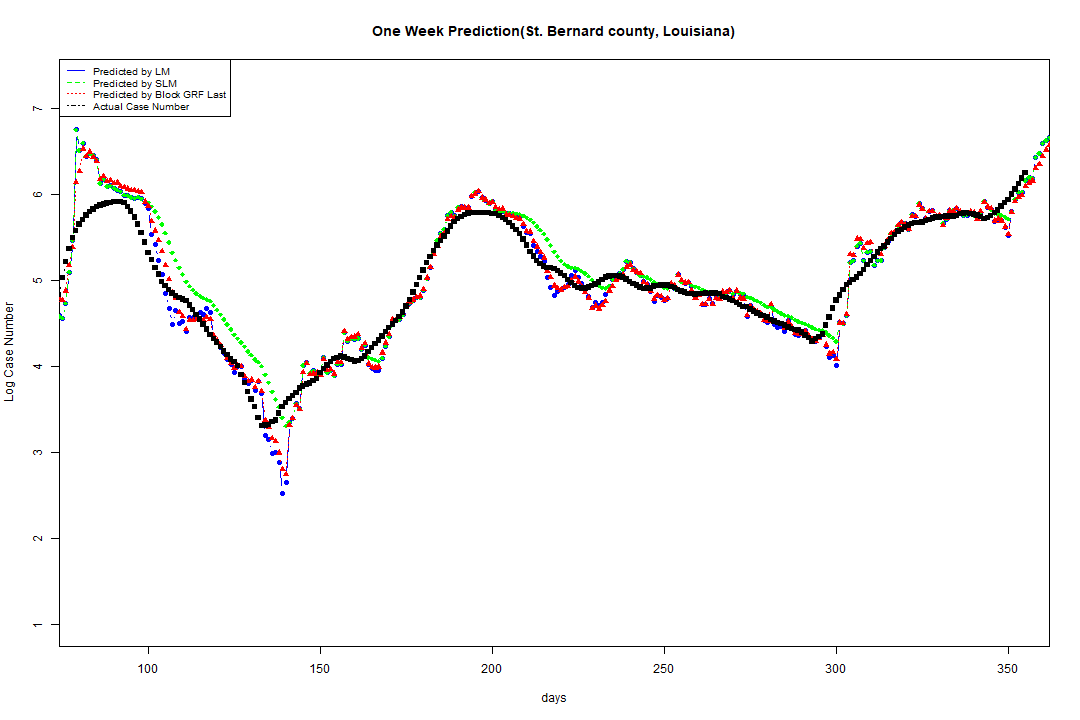 One Week Prediction(St. Bernard county, Louisiana)
Predicted by LM
Predicted by SLM
Predicted by Block GRF Last
Actual Case Number
Log Case Number
7
6
5
4
3
2
1
100 150 200 250 300 350
days